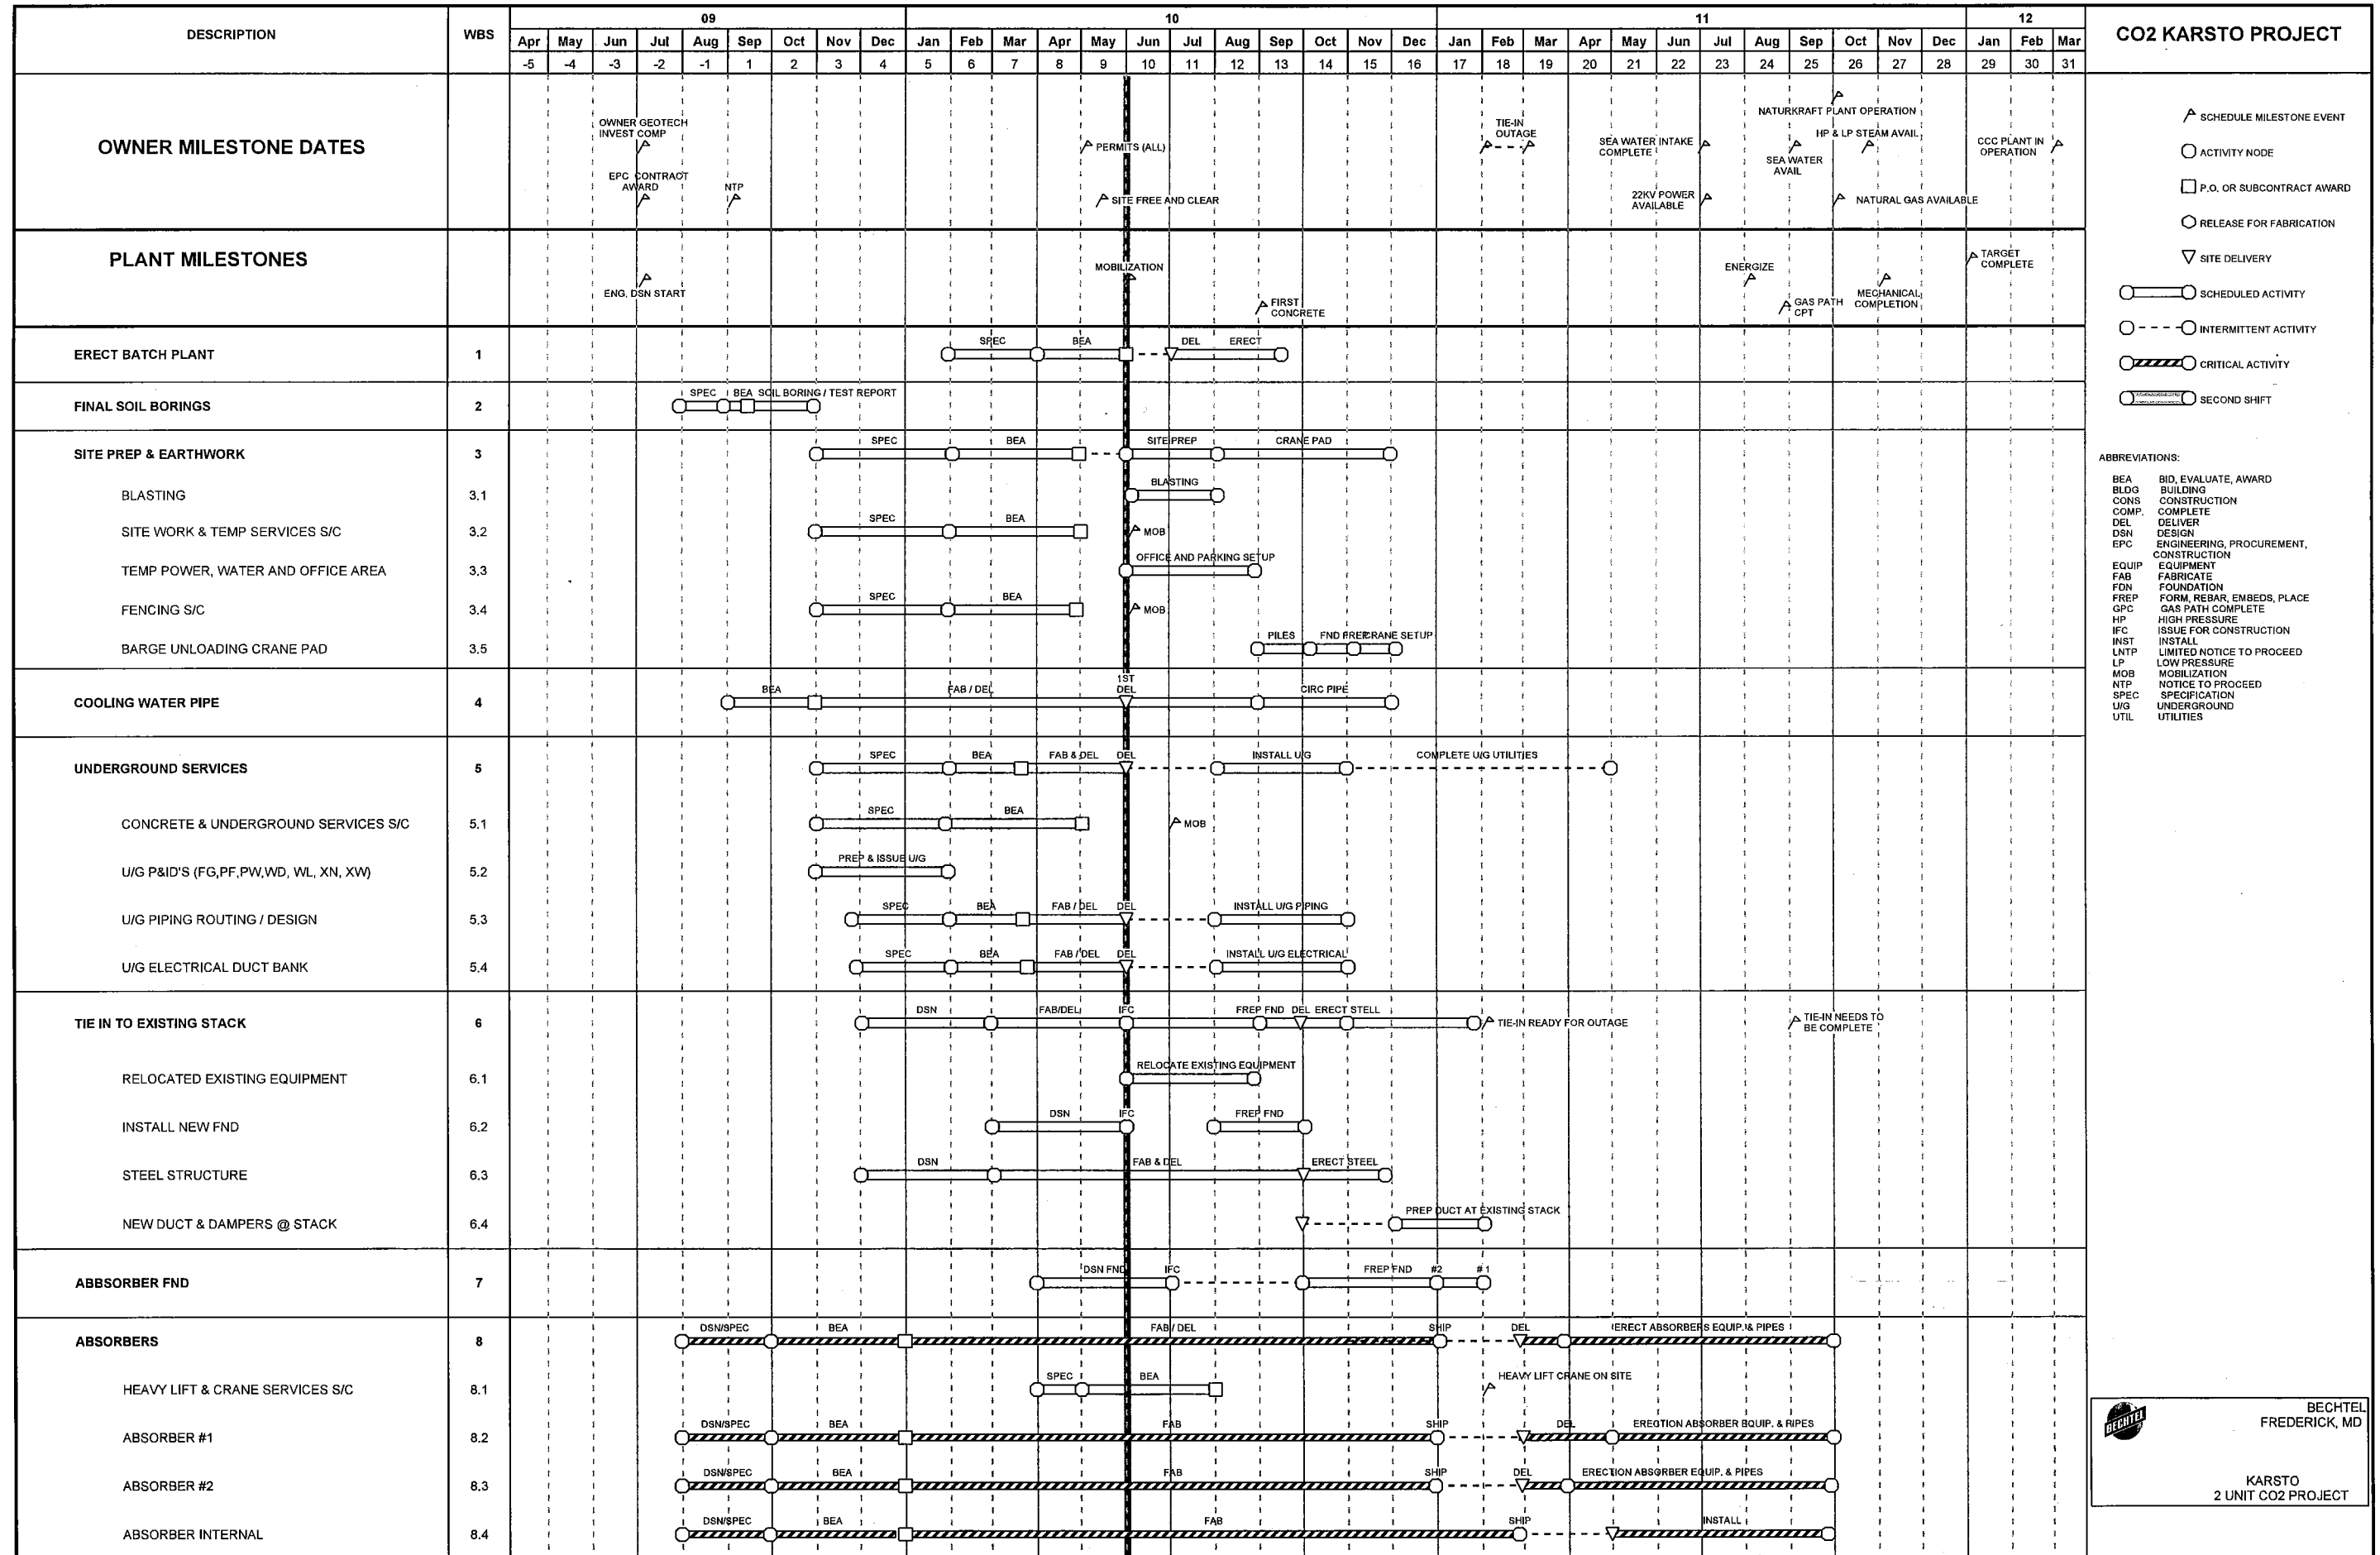 DESCRIPTION
WBS
09
10
11
12
Apr May Jun Jul Aug Sep Oct Nov Dec Jan Feb Mar Apr May Jun Jul Aug Sep Oct Nov Dec Jan Feb Mar Apr May Jun Jul Aug Sep Oct Nov Dec Jan Feb Mar
-5 -4 -3 -2 -1 1 2 3 4 5 6 7 8 9 10 11 12 13 14 15 16 17 18 19 20 21 22 23 24 25 26 27 28 29 30 31
CO2 KARSTO PROJECT
OWNER MILESTONE DATES
OWNER GEOTECH
INVEST COMP
EPC CONTRACT
AWARD
NTP
PERMITS (ALL)
SITE FREE AND CLEAR
TIE-IN
OUTAGE
SEA WATER INTAKE
COMPLETE
22KV POWER
AVAILABLE
NATURKRAFT PLANT OPERATION
HP & LP STEAM AVAIL
SEA WATER
AVAIL
NATURAL GAS AVAILABLE
CCC PLANT IN
OPERATION
PLANT MILESTONES
ENG, DSN START
MOBILIZATION
FIRST
CONCRETE
ENERGIZE
GAS PATH
CPT
MECHANICAL
COMPLETION
TARGET
COMPLETE
ERECT BATCH PLANT
1
SPEC BEA DEL ERECT
FINAL SOIL BORINGS
2
SPEC BEA SOIL BORING / TEST REPORT
SITE PREP & EARTHWORK
3
SPEC BEA SITE PREP CRANE PAD
BLASTING
3.1
BLASTING
SITE WORK & TEMP SERVICES S/C
3.2
SPEC BEA MOB
TEMP POWER, WATER AND OFFICE AREA
3.3
OFFICE AND PARKING SETUP
FENCING S/C
3.4
SPEC BEA MOB
BARGE UNLOADING CRANE PAD
3.5
PILES FND FREP CRANE SETUP
COOLING WATER PIPE
4
BEA FAB / DEL 1ST
DEL CIRC PIPE
UNDERGROUND SERVICES
5
SPEC BEA FAB & DEL DEL INSTALL U/G COMPLETE U/G UTILITIES
CONCRETE & UNDERGROUND SERVICES S/C
5.1
SPEC BEA MOB
U/G P&ID'S (FG,PF,PW,WD, WL, XN, XW)
5.2
PREP & ISSUE U/G
U/G PIPING ROUTING / DESIGN
5.3
SPEC BEA FAB / DEL DEL INSTALL U/G PIPING
U/G ELECTRICAL DUCT BANK
5.4
SPEC BEA FAB / DEL DEL INSTALL U/G ELECTRICAL
TIE IN TO EXISTING STACK
6
DSN FAB/DEL IFC FREP FND DEL ERECT STELL TIE-IN READY FOR OUTAGE TIE-IN NEEDS TO
BE COMPLETE
RELOCATED EXISTING EQUIPMENT
6.1
RELOCATE EXISTING EQUIPMENT
INSTALL NEW FND
6.2
DSN IFC FREP FND
STEEL STRUCTURE
6.3
DSN FAB & DEL ERECT STEEL
NEW DUCT & DAMPERS @ STACK
6.4
PREP DUCT AT EXISTING STACK
ABBSORBER FND
7
DSN FND IFC FREP FND #2 #1
ABSORBERS
8
DSN/SPEC BEA FAB / DEL SHIP DEL ERECT ABSORBERS EQUIP. & PIPES
HEAVY LIFT & CRANE SERVICES S/C
8.1
SPEC BEA HEAVY LIFT CRANE ON SITE
ABSORBER #1
8.2
DSN/SPEC BEA FAB SHIP DEL ERECTION ABSORBER EQUIP. & PIPES
ABSORBER #2
8.3
DSN/SPEC BEA FAB SHIP DEL ERECTION ABSORBER EQUIP. & PIPES
ABSORBER INTERNAL
8.4
DSN/SPEC BEA FAB SHIP INSTALL
SCHEDULE MILESTONE EVENT
ACTIVITY NODE
P.O. OR SUBCONTRACT AWARD
RELEASE FOR FABRICATION
SITE DELIVERY
SCHEDULED ACTIVITY
INTERMITTENT ACTIVITY
CRITICAL ACTIVITY
SECOND SHIFT
ABBREVIATIONS:
BEA BID, EVALUATE, AWARD
BLDG BUILDING
CONS CONSTRUCTION
COMP. COMPLETE
DEL DELIVER
DSN DESIGN
EPC ENGINEERING, PROCUREMENT,
CONSTRUCTION
EQUIP EQUIPMENT
FAB FABRICATE
FDN FOUNDATION
FREP FORM, REBAR, EMBEDS, PLACE
GPC GAS PATH COMPLETE
HP HIGH PRESSURE
IFC ISSUE FOR CONSTRUCTION
INST INSTALL
LNTP LIMITED NOTICE TO PROCEED
LP LOW PRESSURE
MOB MOBILIZATION
NTP NOTICE TO PROCEED
SPEC SPECIFICATION
U/G UNDERGROUND
UTIL UTILITIES
BECHTEL
BECHTEL
FREDERICK, MD
KARSTO
2 UNIT CO2 PROJECT